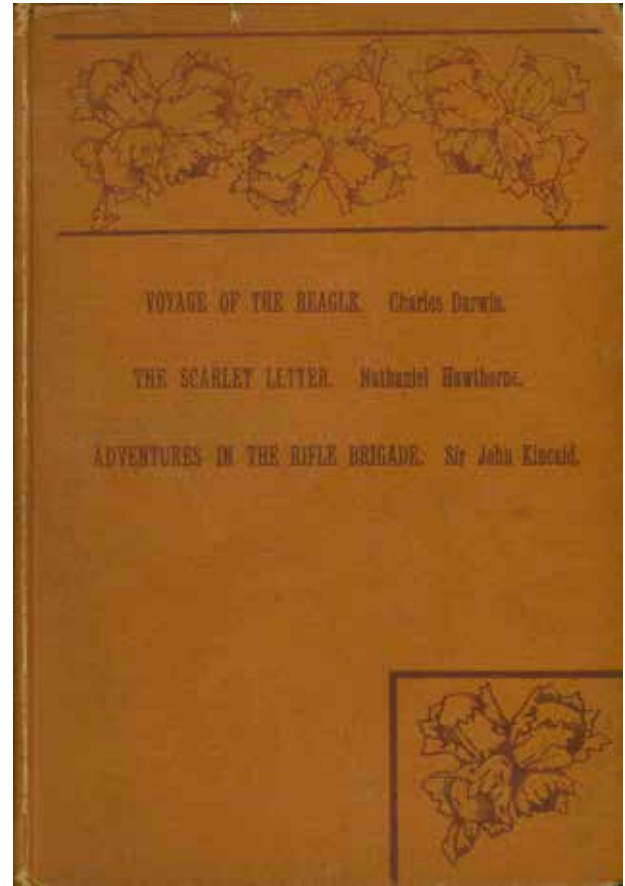 VOYAGE OF THE BEAGLE. Charles Darwin.
THE SCARLET LETTER. Nathaniel Hawthorne.
ADVENTURES IN THE RIFLE BRIGADE. Sir John Kincaid.